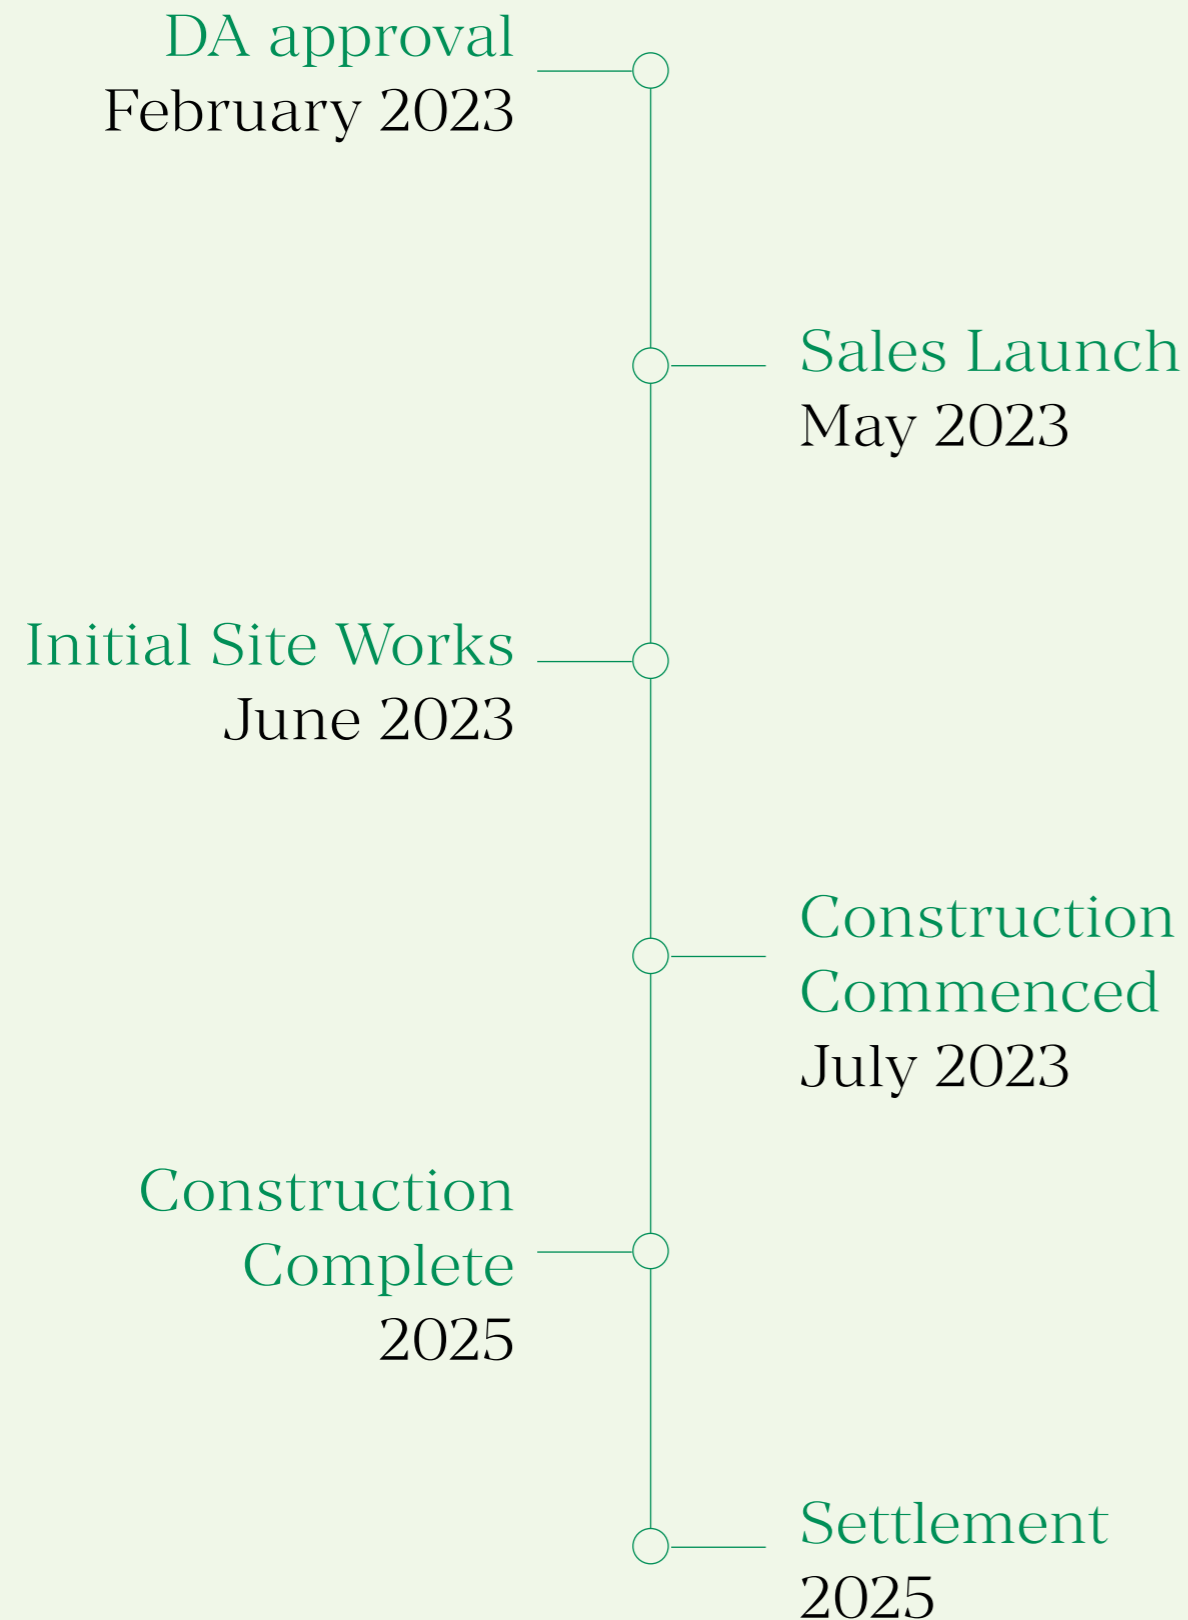 DA approval
February 2023
Sales Launch
May 2023
Initial Site Works
June 2023
Construction
Commenced
July 2023
Construction
Complete
2025
Settlement
2025